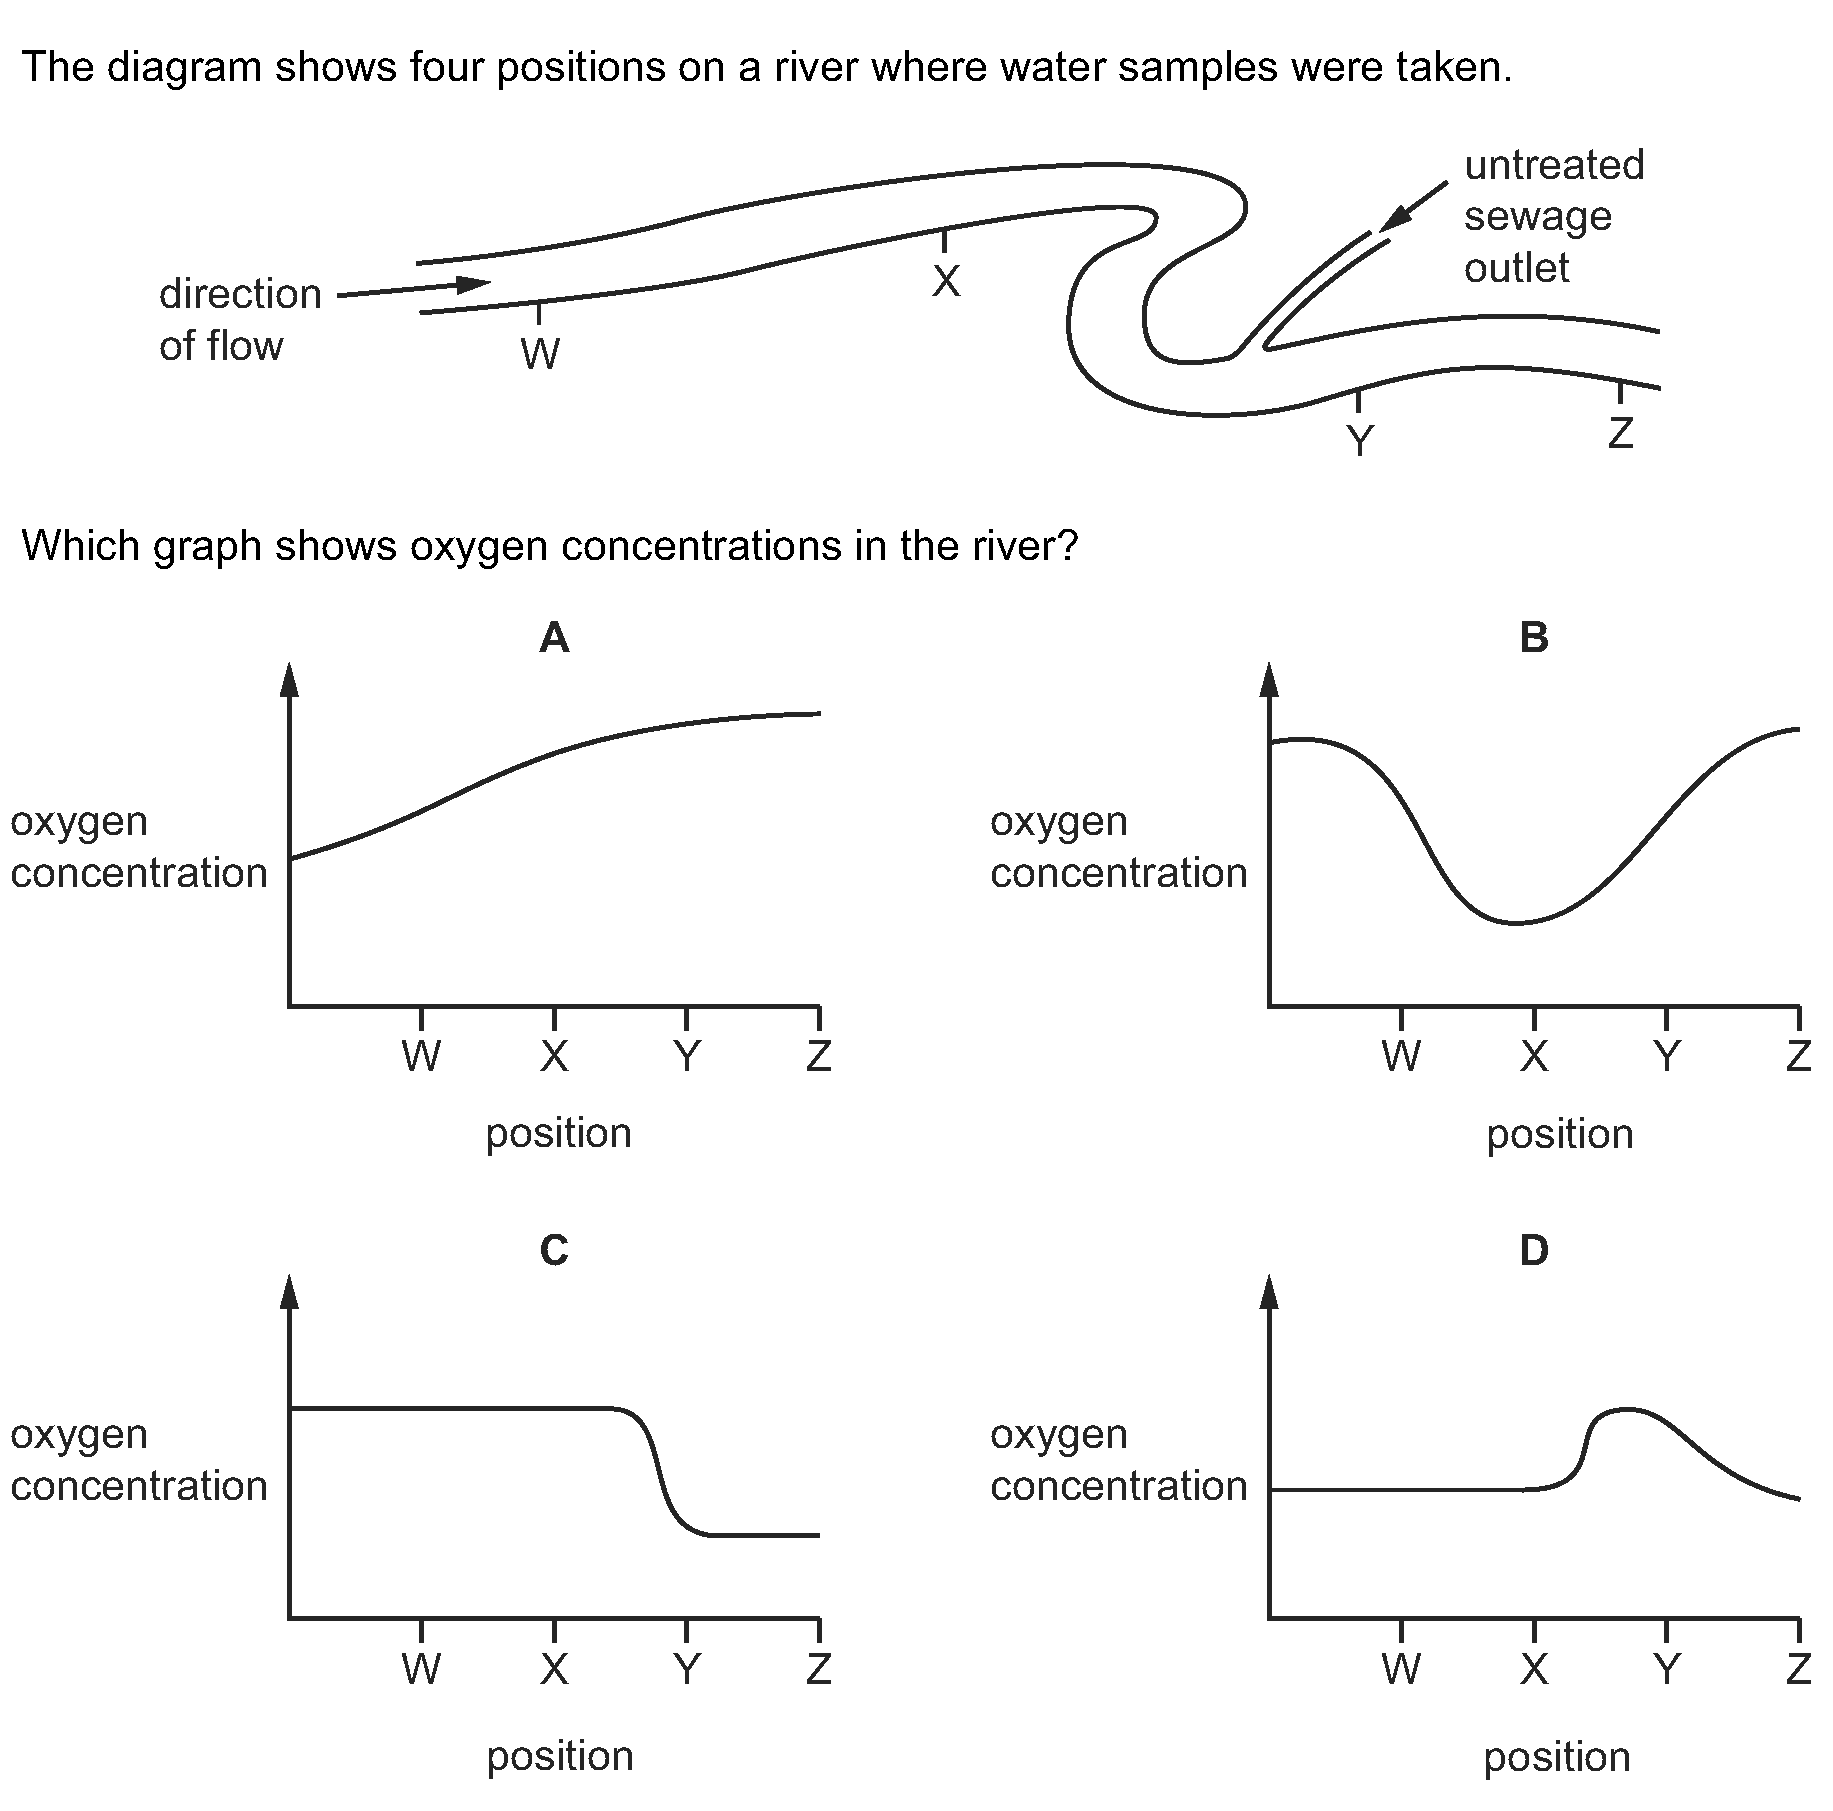 The diagram shows four positions on a river where water samples were taken.
untreated
sewage
outlet
direction
of flow
W
X
Y
Z
Which graph shows oxygen concentrations in the river?
A
oxygen
concentration
W X Y Z
position
B
oxygen
concentration
W X Y Z
position
C
oxygen
concentration
W X Y Z
position
D
oxygen
concentration
W X Y Z
position